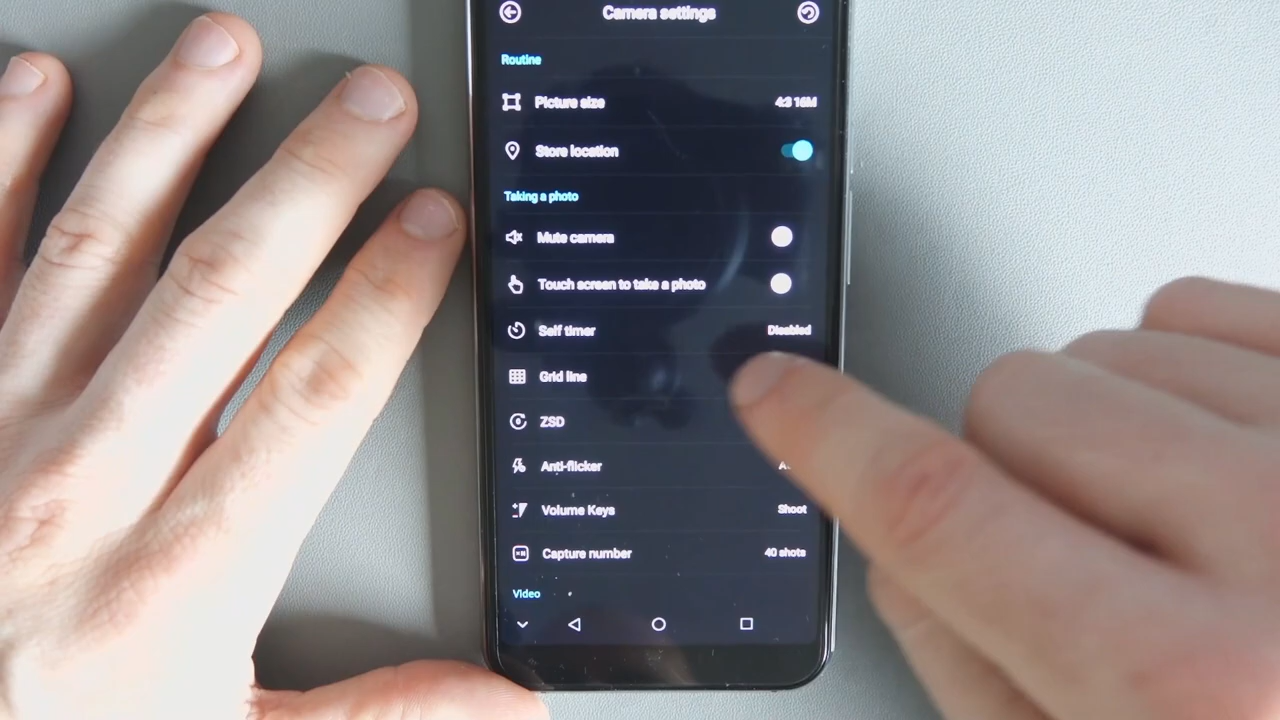 Camera settings
Routine
Picture size 4:3 16M
Store location
Taking a photo
Mute camera
Touch screen to take a photo
Self timer Disabled
Grid line
ZSD
Anti-flicker
Volume Keys Shoot
Capture number 40 shots
Video